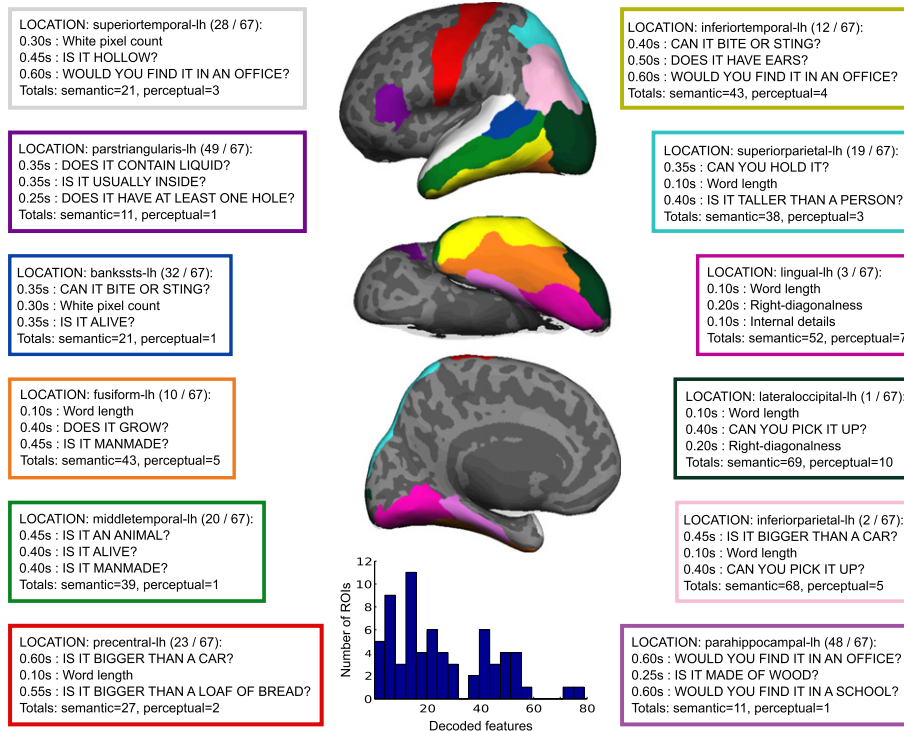 LOCATION: superiortemporal-lh (28 / 67):
0.30s : White pixel count
0.45s : IS IT HOLLOW?
0.60s : WOULD YOU FIND IT IN AN OFFICE?
Totals: semantic=21, perceptual=3
LOCATION: parstriangularis-lh (49 / 67):
0.35s : DOES IT CONTAIN LIQUID?
0.35s : IS IT USUALLY INSIDE?
0.25s : DOES IT HAVE AT LEAST ONE HOLE?
Totals: semantic=11, perceptual=1
LOCATION: bankssts-lh (32 / 67):
0.35s : CAN IT BITE OR STING?
0.30s : White pixel count
0.35s : IS IT ALIVE?
Totals: semantic=21, perceptual=1
LOCATION: fusiform-lh (10 / 67):
0.10s : Word length
0.40s : DOES IT GROW?
0.45s : IS IT MANMADE?
Totals: semantic=43, perceptual=5
LOCATION: middletemporal-lh (20 / 67):
0.45s : IS IT AN ANIMAL?
0.40s : IS IT ALIVE?
0.40s : IS IT MANMADE?
Totals: semantic=39, perceptual=1
LOCATION: precentral-lh (23 / 67):
0.60s : IS IT BIGGER THAN A CAR?
0.10s : Word length
0.55s : IS IT BIGGER THAN A LOAF OF BREAD?
Totals: semantic=27, perceptual=2
Number of ROIs
12
10
8
6
4
2
0
20 40 60 80
Decoded features
LOCATION: inferiortemporal-lh (12 / 67):
0.40s : CAN IT BITE OR STING?
0.50s : DOES IT HAVE EARS?
0.60s : WOULD YOU FIND IT IN AN OFFICE?
Totals: semantic=43, perceptual=4
LOCATION: superiorparietal-lh (19 / 67):
0.35s : CAN YOU HOLD IT?
0.10s : Word length
0.40s : IS IT TALLER THAN A PERSON?
Totals: semantic=38, perceptual=3
LOCATION: lingual-lh (3 / 67):
0.10s : Word length
0.20s : Right-diagonalness
0.10s : Internal details
Totals: semantic=52, perceptual=7
LOCATION: lateraloccipital-lh (1 / 67):
0.10s : Word length
0.40s : CAN YOU PICK IT UP?
0.20s : Right-diagonalness
Totals: semantic=69, perceptual=10
LOCATION: inferiorparietal-lh (2 / 67):
0.45s : IS IT BIGGER THAN A CAR?
0.10s : Word length
0.40s : CAN YOU PICK IT UP?
Totals: semantic=68, perceptual=5
LOCATION: parahippocampal-lh (48 / 67):
0.60s : WOULD YOU FIND IT IN AN OFFICE?
0.25s : IS IT MADE OF WOOD?
0.60s : WOULD YOU FIND IT IN A SCHOOL?
Totals: semantic=11, perceptual=1